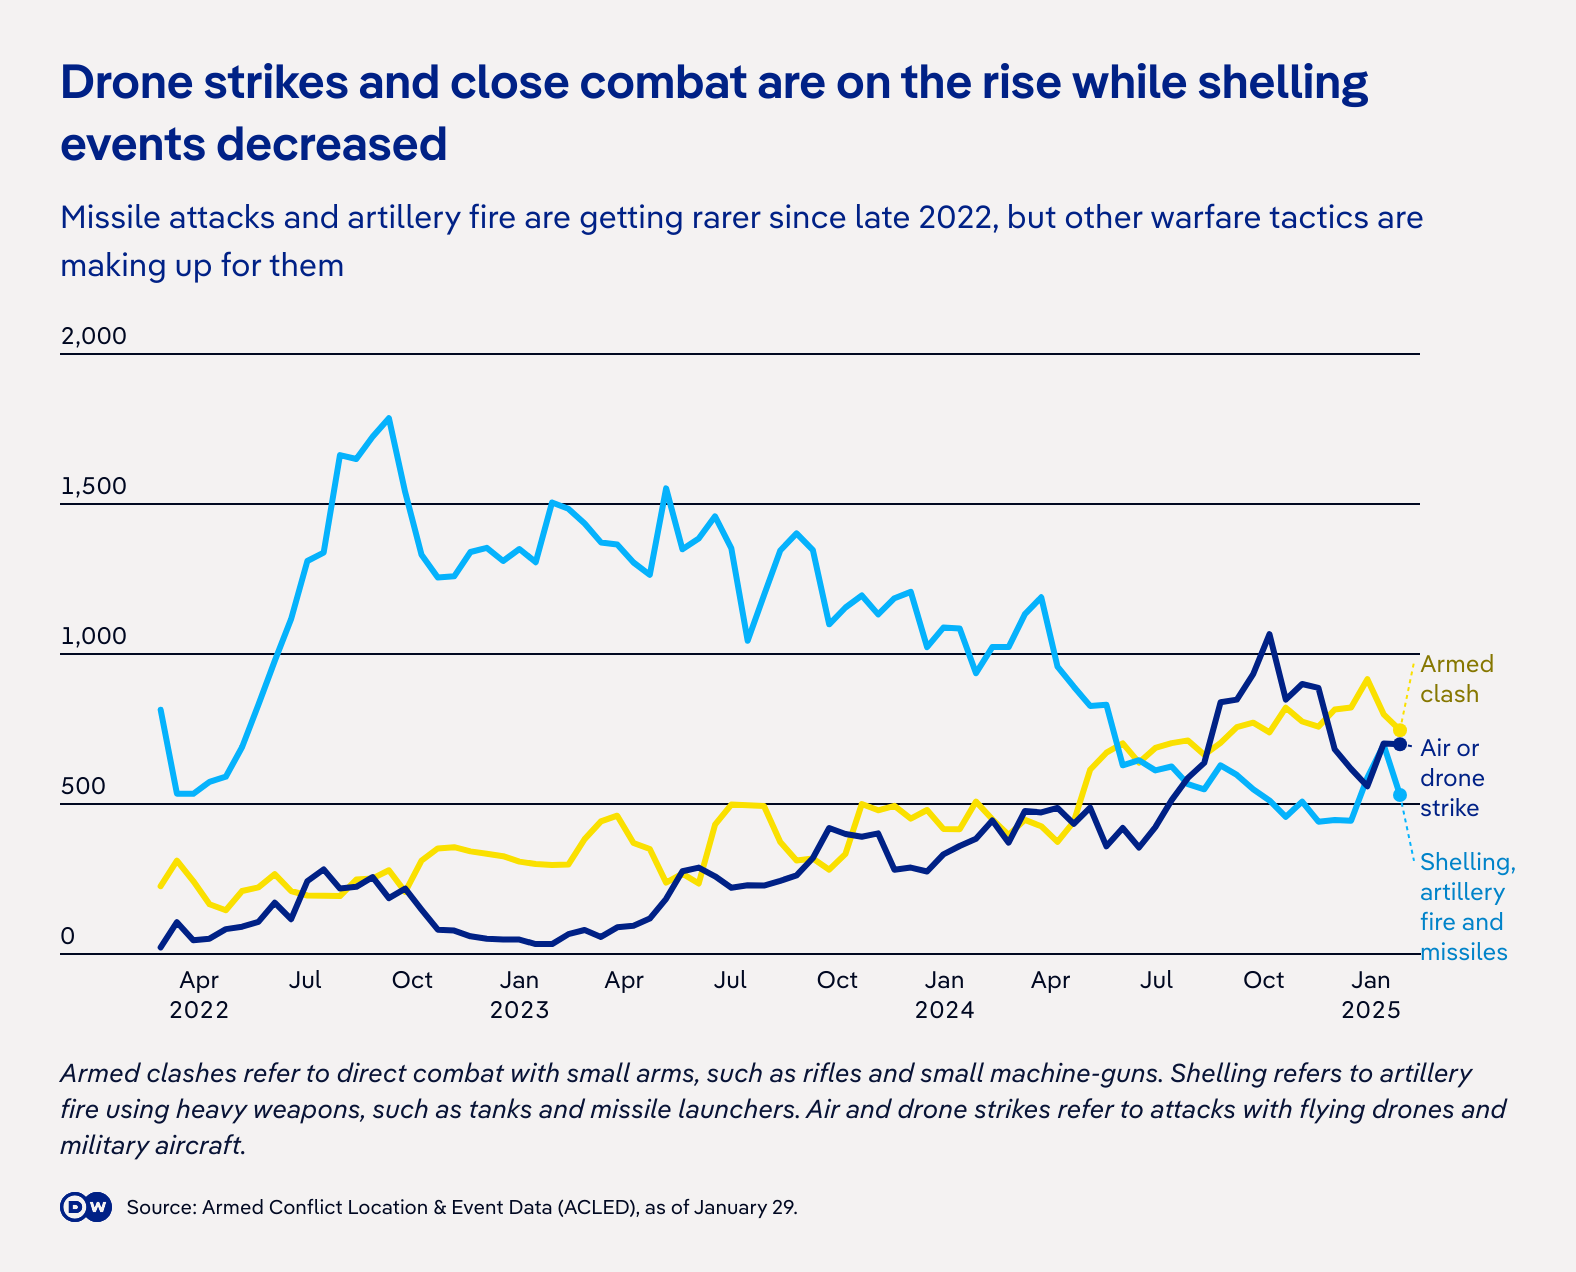 Drone strikes and close combat are on the rise while shelling
events decreased
Missile attacks and artillery fire are getting rarer since late 2022, but other warfare tactics are
making up for them
2,000
1,500
1,000
500
0
Armed
clash
Air or
drone
strike
Shelling,
artillery
fire and
missiles
Apr Jul Oct Jan Apr Jul Oct Jan Apr Jul Oct Jan
2022 2023 2024 2025
Armed clashes refer to direct combat with small arms, such as rifles and small machine-guns. Shelling refers to artillery
fire using heavy weapons, such as tanks and missile launchers. Air and drone strikes refer to attacks with flying drones and
military aircraft.
DW Source: Armed Conflict Location & Event Data (ACLED), as of January 29.